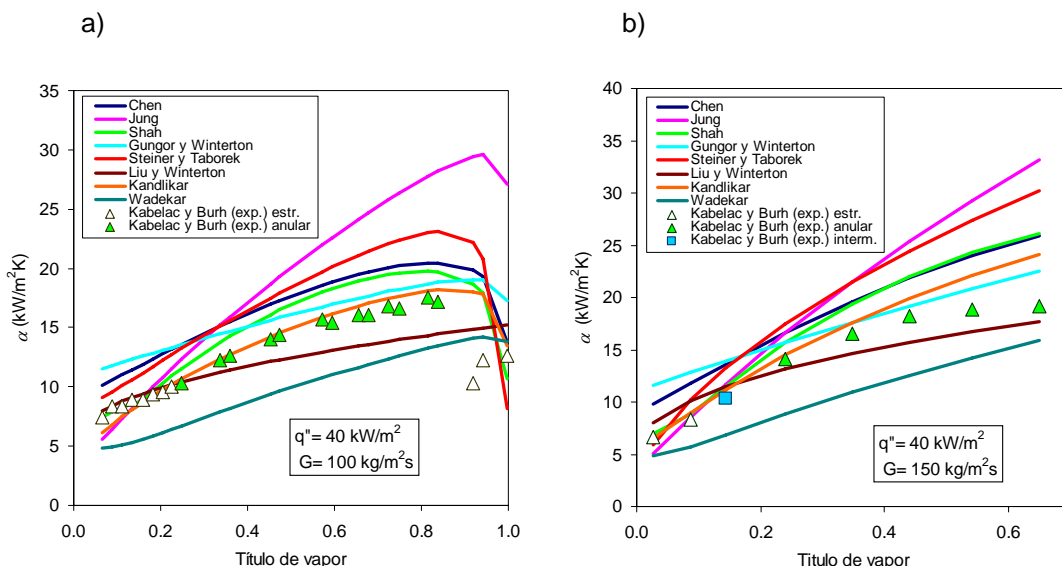 a)
α (kW/m²K)
35
30
25
20
15
10
5
0
Chen
Jung
Shah
Gungor y Winterton
Steiner y Taborek
Liu y Winterton
Kandlikar
Wadekar
Kabelac y Burh (exp.) estr.
Kabelac y Burh (exp.) anular
q"= 40 kW/m²
G= 100 kg/m²s
0.0 0.2 0.4 0.6 0.8 1.0
Título de vapor
b)
α (kW/m²K)
40
35
30
25
20
15
10
5
0
Chen
Jung
Shah
Gungor y Winterton
Steiner y Taborek
Liu y Winterton
Kandlikar
Wadekar
Kabelac y Burh (exp.) estr.
Kabelac y Burh (exp.) anular
Kabelac y Burh (exp.) interm.
q"= 40 kW/m²
G= 150 kg/m²s
0.0 0.2 0.4 0.6
Titulo de vapor